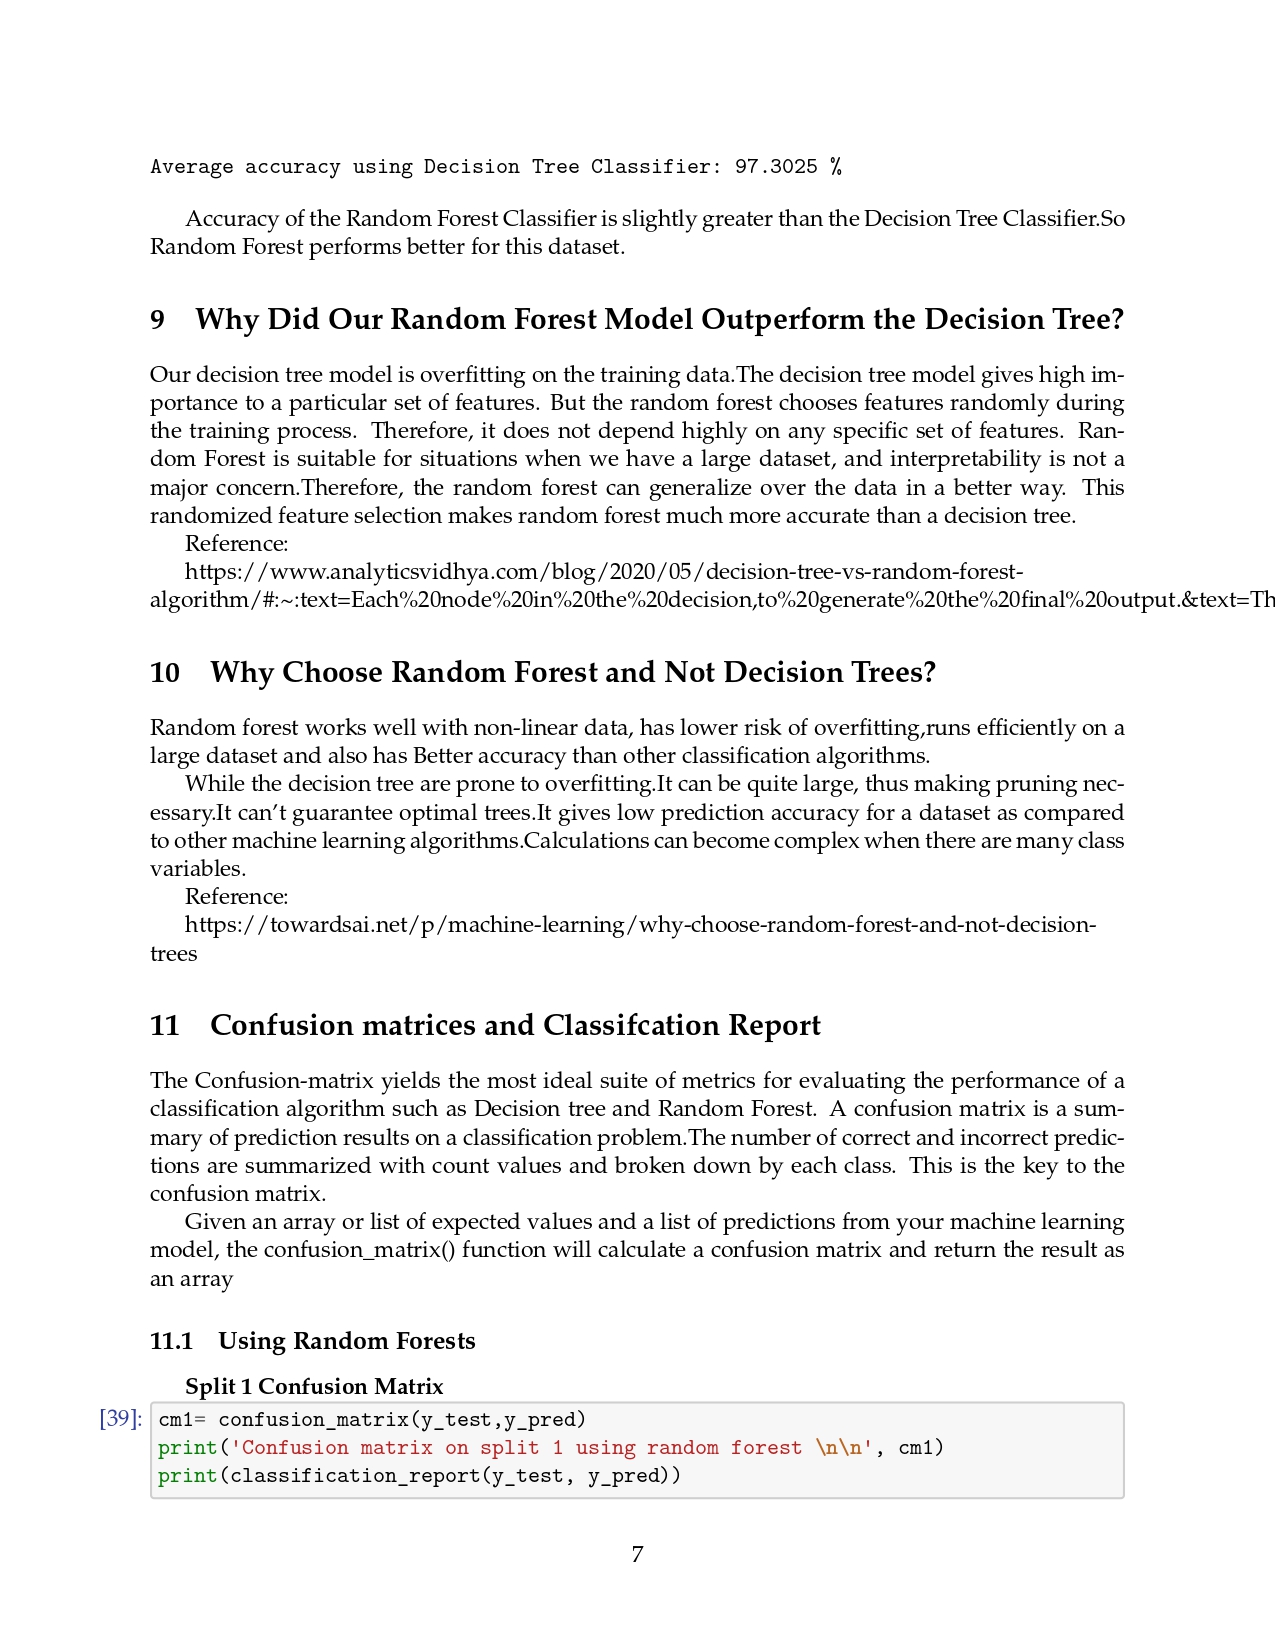 Average accuracy using Decision Tree Classifier: 97.3025 %
Accuracy of the Random Forest Classifier is slightly greater than the Decision Tree Classifier.So
Random Forest performs better for this dataset.
9 Why Did Our Random Forest Model Outperform the Decision Tree?
Our decision tree model is overfitting on the training data.The decision tree model gives high im-
portance to a particular set of features. But the random forest chooses features randomly during
the training process. Therefore, it does not depend highly on any specific set of features. Ran-
dom Forest is suitable for situations when we have a large dataset, and interpretability is not a
major concern.Therefore, the random forest can generalize over the data in a better way. This
randomized feature selection makes random forest much more accurate than a decision tree.
Reference:
https://www.analyticsvidhya.com/blog/2020/05/decision-tree-vs-random-forest-
algorithm/#:~:text=Each%20node%20in%20the%20decision,to%20generate%20the%20final%20output.&text=Th
10 Why Choose Random Forest and Not Decision Trees?
Random forest works well with non-linear data, has lower risk of overfitting,runs efficiently on a
large dataset and also has Better accuracy than other classification algorithms.
While the decision tree are prone to overfitting.It can be quite large, thus making pruning nec-
essary.It can't guarantee optimal trees.It gives low prediction accuracy for a dataset as compared
to other machine learning algorithms.Calculations can become complex when there are many class
variables.
Reference:
https://towardsai.net/p/machine-learning/why-choose-random-forest-and-not-decision-
trees
11 Confusion matrices and Classifcation Report
The Confusion-matrix yields the most ideal suite of metrics for evaluating the performance of a
classification algorithm such as Decision tree and Random Forest. A confusion matrix is a sum-
mary of prediction results on a classification problem.The number of correct and incorrect predic-
tions are summarized with count values and broken down by each class. This is the key to the
confusion matrix.
Given an array or list of expected values and a list of predictions from your machine learning
model, the confusion_matrix() function will calculate a confusion matrix and return the result as
an array
11.1 Using Random Forests
Split 1 Confusion Matrix
[39]: cm1= confusion_matrix(y_test,y_pred)
print('Confusion matrix on split 1 using random forest \n\n', cm1)
print(classification_report(y_test, y_pred))
7